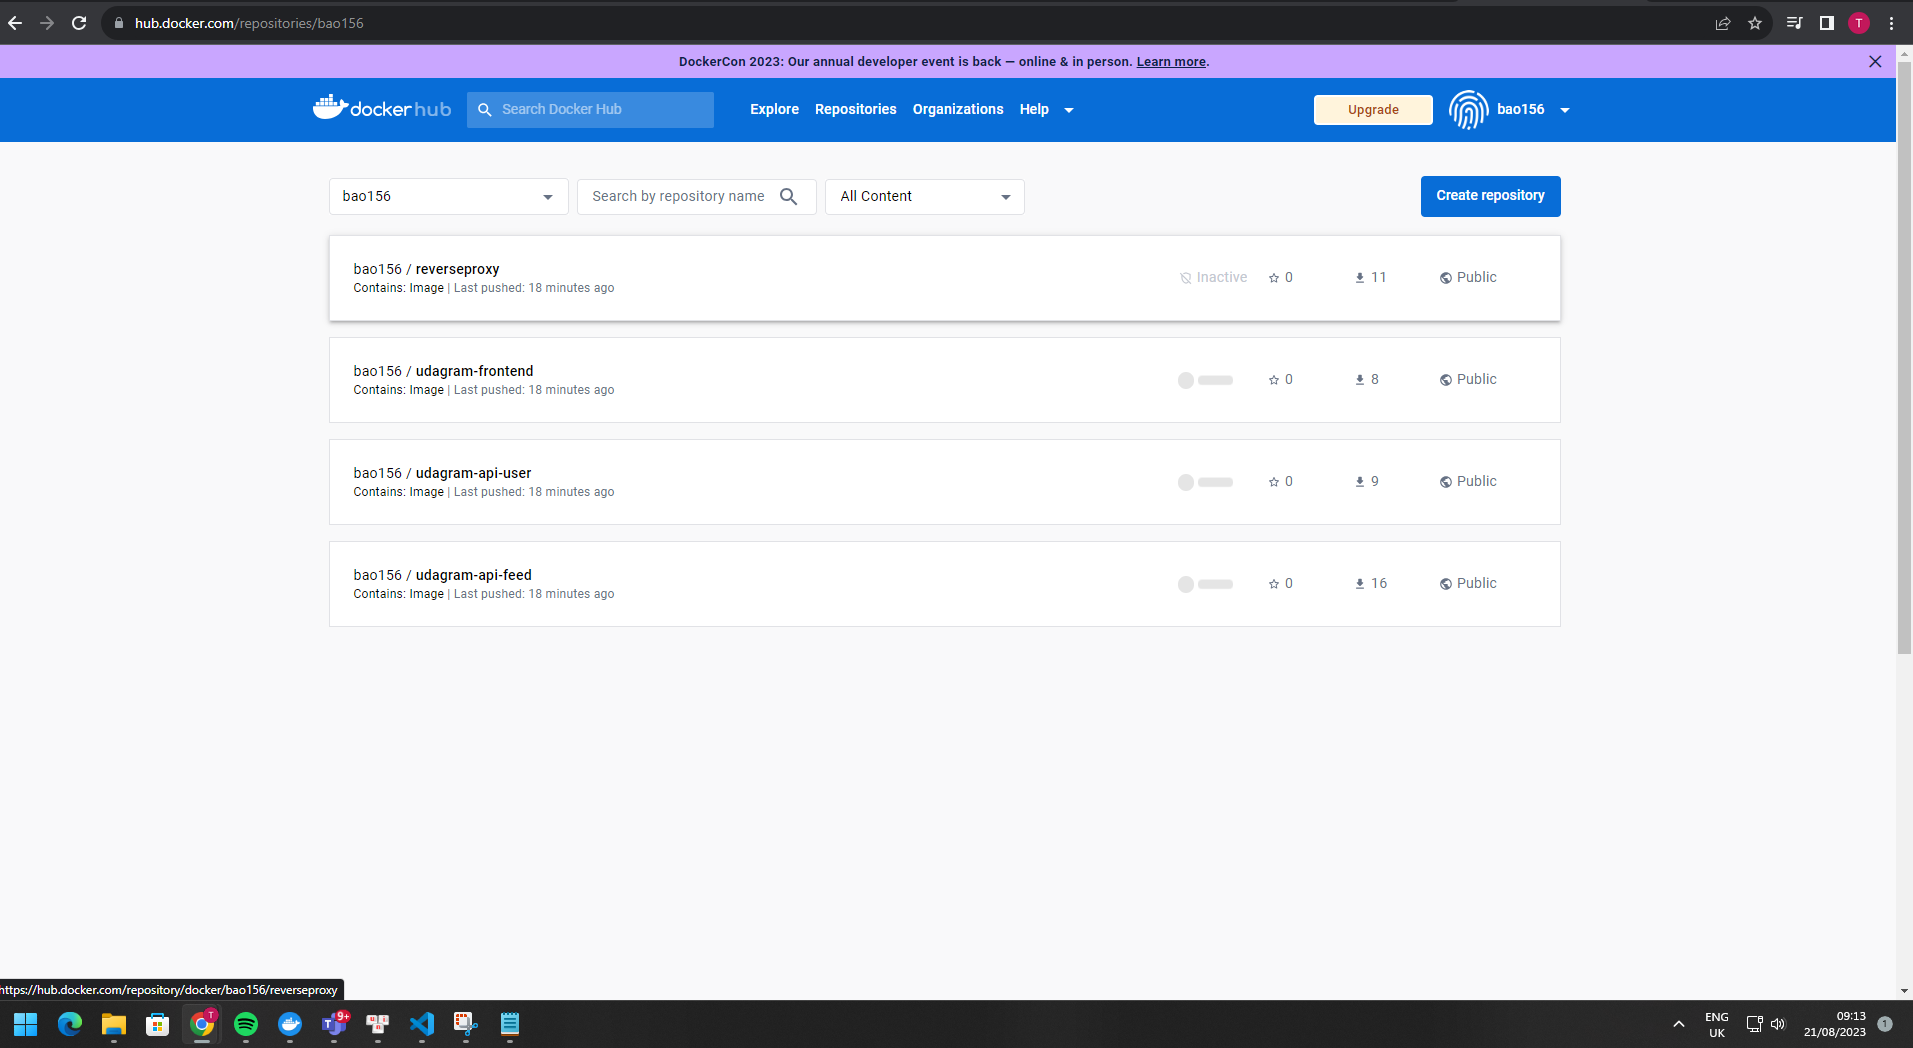 hub.docker.com/repositories/bao156
T
DockerCon 2023: Our annual developer event is back — online & in person. Learn more.
docker hub
Search Docker Hub
Explore
Repositories
Organizations
Help
Upgrade
bao156
bao156
Search by repository name
All Content
Create repository
bao156 / reverseproxy
Contains: Image | Last pushed: 18 minutes ago
Inactive
0
11
Public
bao156 / udagram-frontend
Contains: Image | Last pushed: 18 minutes ago
0
8
Public
bao156 / udagram-api-user
Contains: Image | Last pushed: 18 minutes ago
0
9
Public
bao156 / udagram-api-feed
Contains: Image | Last pushed: 18 minutes ago
0
16
Public
https://hub.docker.com/repository/docker/bao156/reverseproxy
T
9+
ENG
UK
09:13
21/08/2023
1